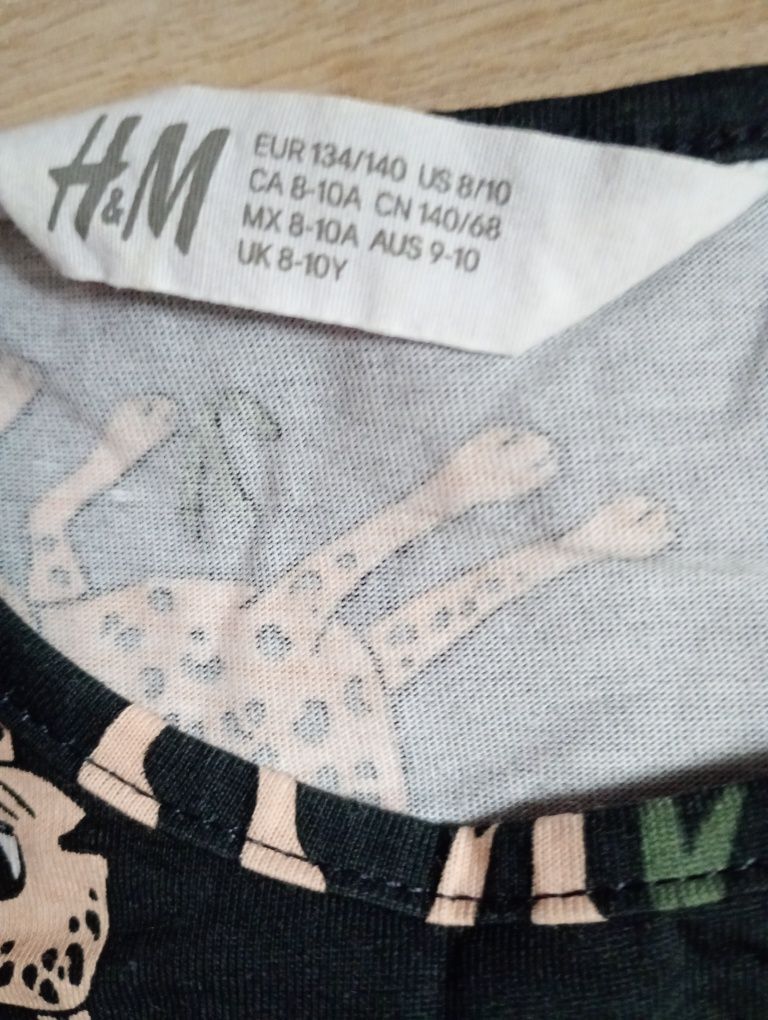 H&M
EUR 134/140 US 8/10
CA 8-10A CN 140/68
MX 8-10A AUS 9-10
UK 8-10Y